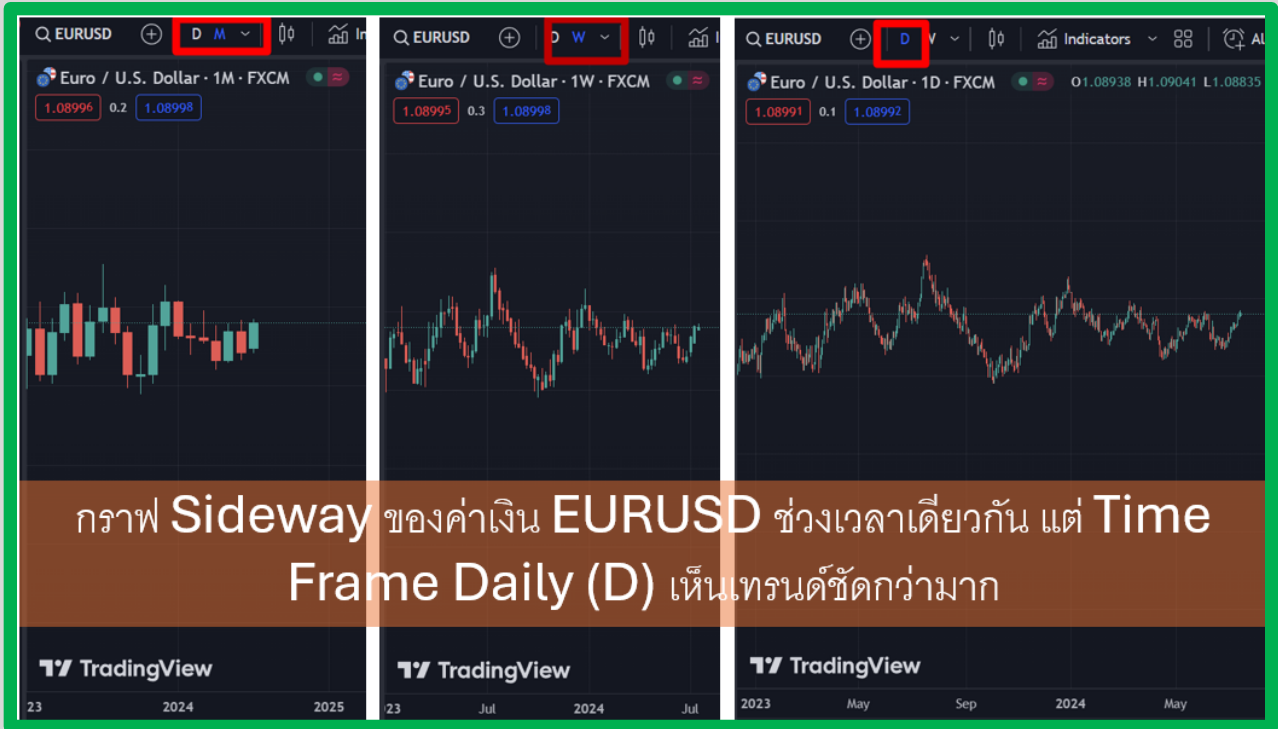 EURUSD D M
Euro / U.S. Dollar · 1M · FXCM
1.08996 0.2 1.08998
EURUSD D W
Euro / U.S. Dollar · 1W · FXCM
1.08995 0.3 1.08998
EURUSD D Indicators
Euro / U.S. Dollar · 1D · FXCM O1.08938 H1.09041 L1.08835
1.08991 0.1 1.08992
กราฟ Sideway ของค่าเงิน EURUSD ช่วงเวลาเดียวกัน แต่ Time
Frame Daily (D) เห็นเทรนด์ชัดกว่ามาก
TradingView
23 2024 2025
TradingView
23 Jul 2024 Jul
TradingView
2023 May Sep 2024 May